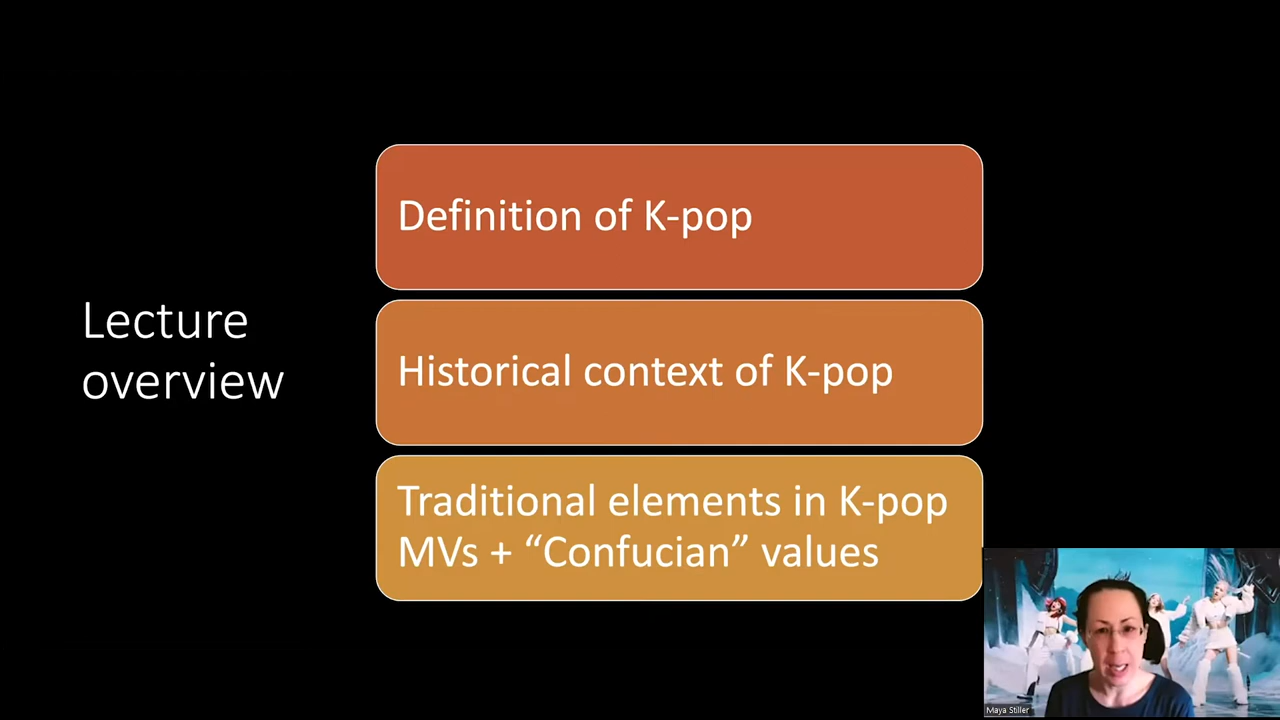 Lecture
overview
Definition of K-pop
Historical context of K-pop
Traditional elements in K-pop
MVs + “Confucian” values
Maya Stiller